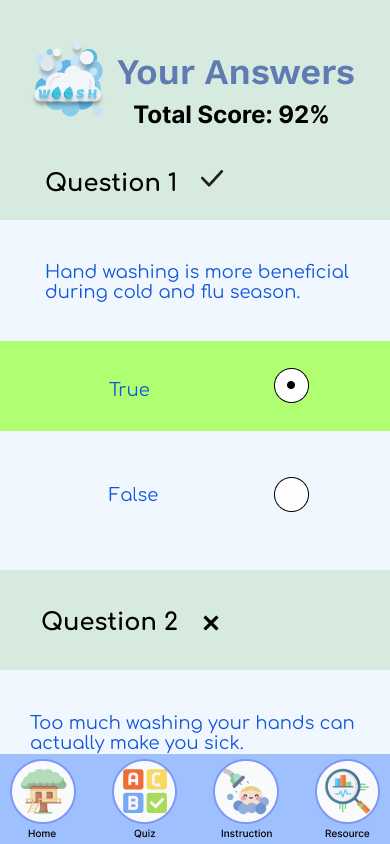 WOOSH
Your Answers
Total Score: 92%
Question 1
Hand washing is more beneficial
during cold and flu season.
True
False
Question 2
Too much washing your hands can
actually make you sick.
A C
B
Home
Quiz
Instruction
Resource